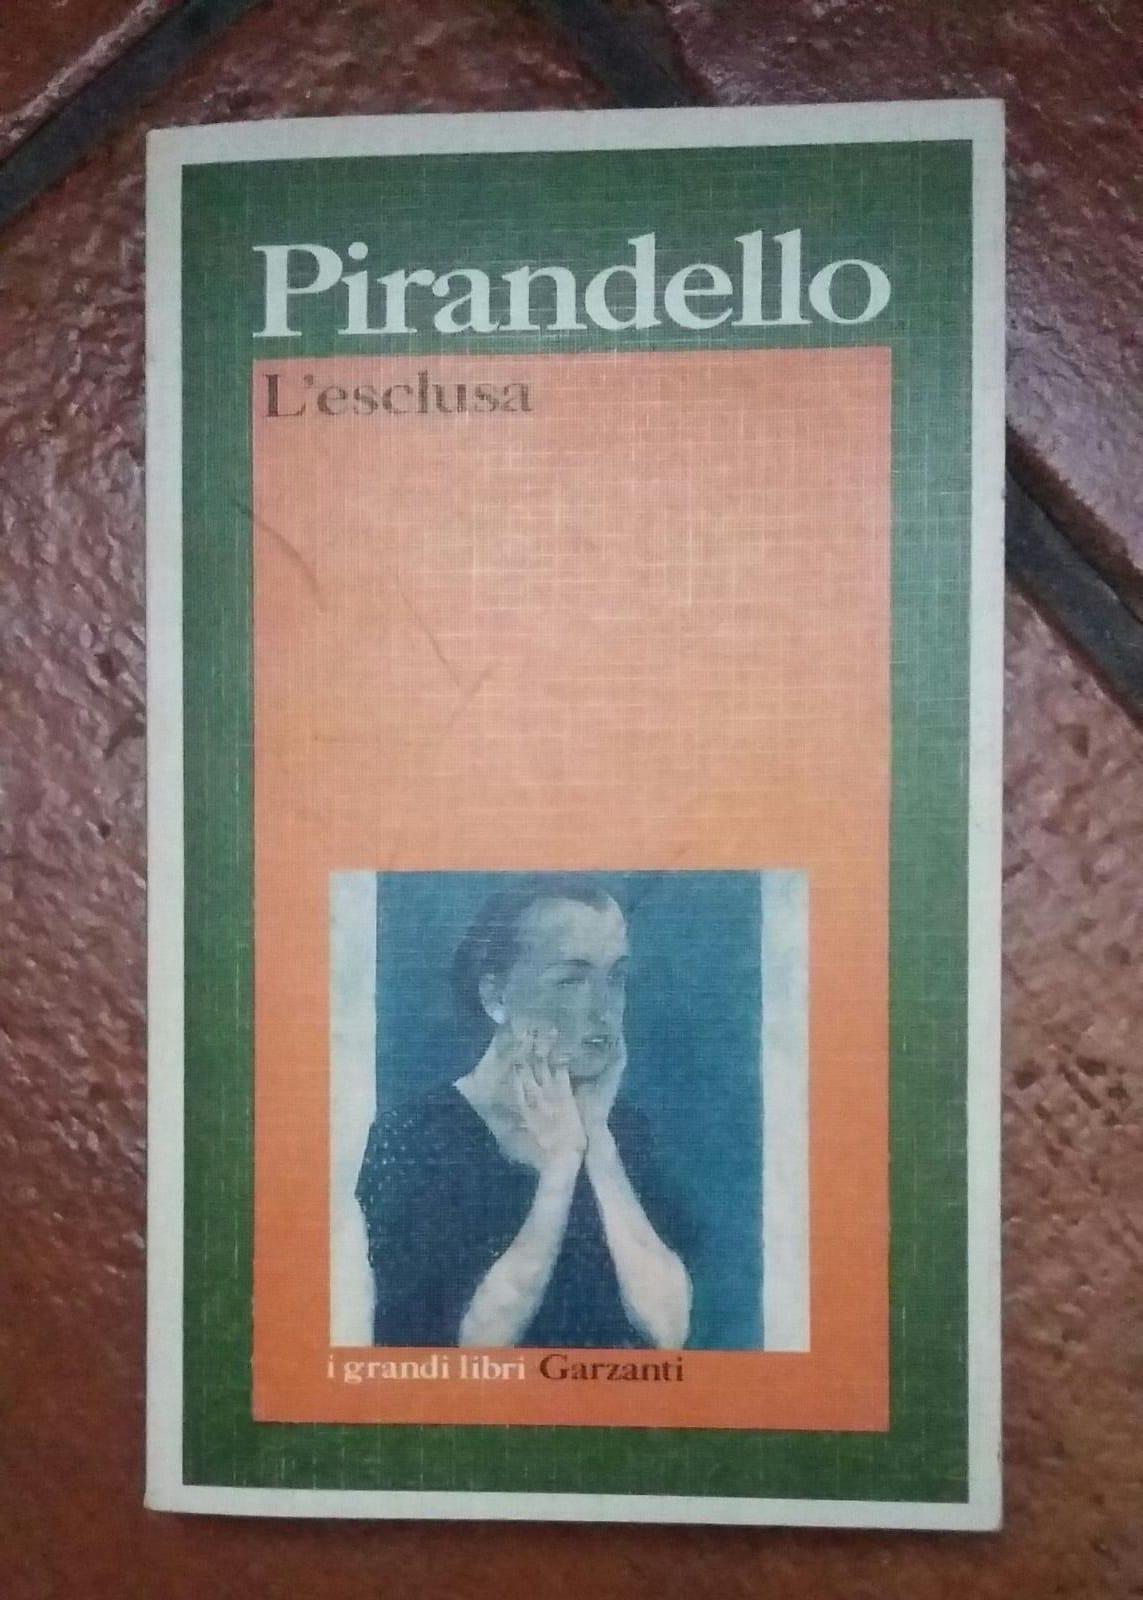 Pirandello
L'esclusa
i grandi libri Garzanti